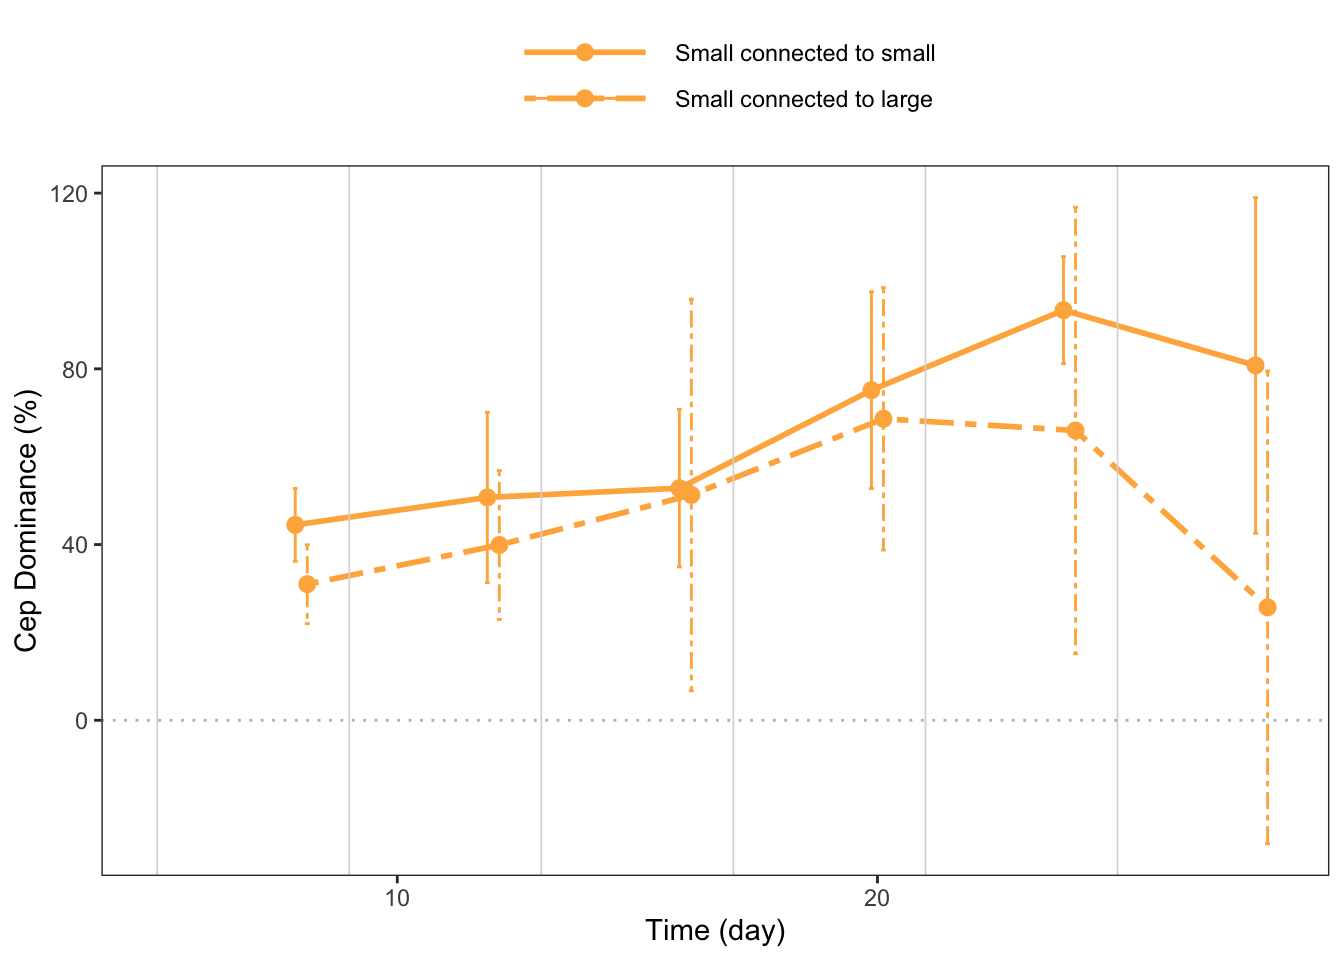 Small connected to small
Small connected to large
120
80
40
0
Cep Dominance (%)
10
20
Time (day)